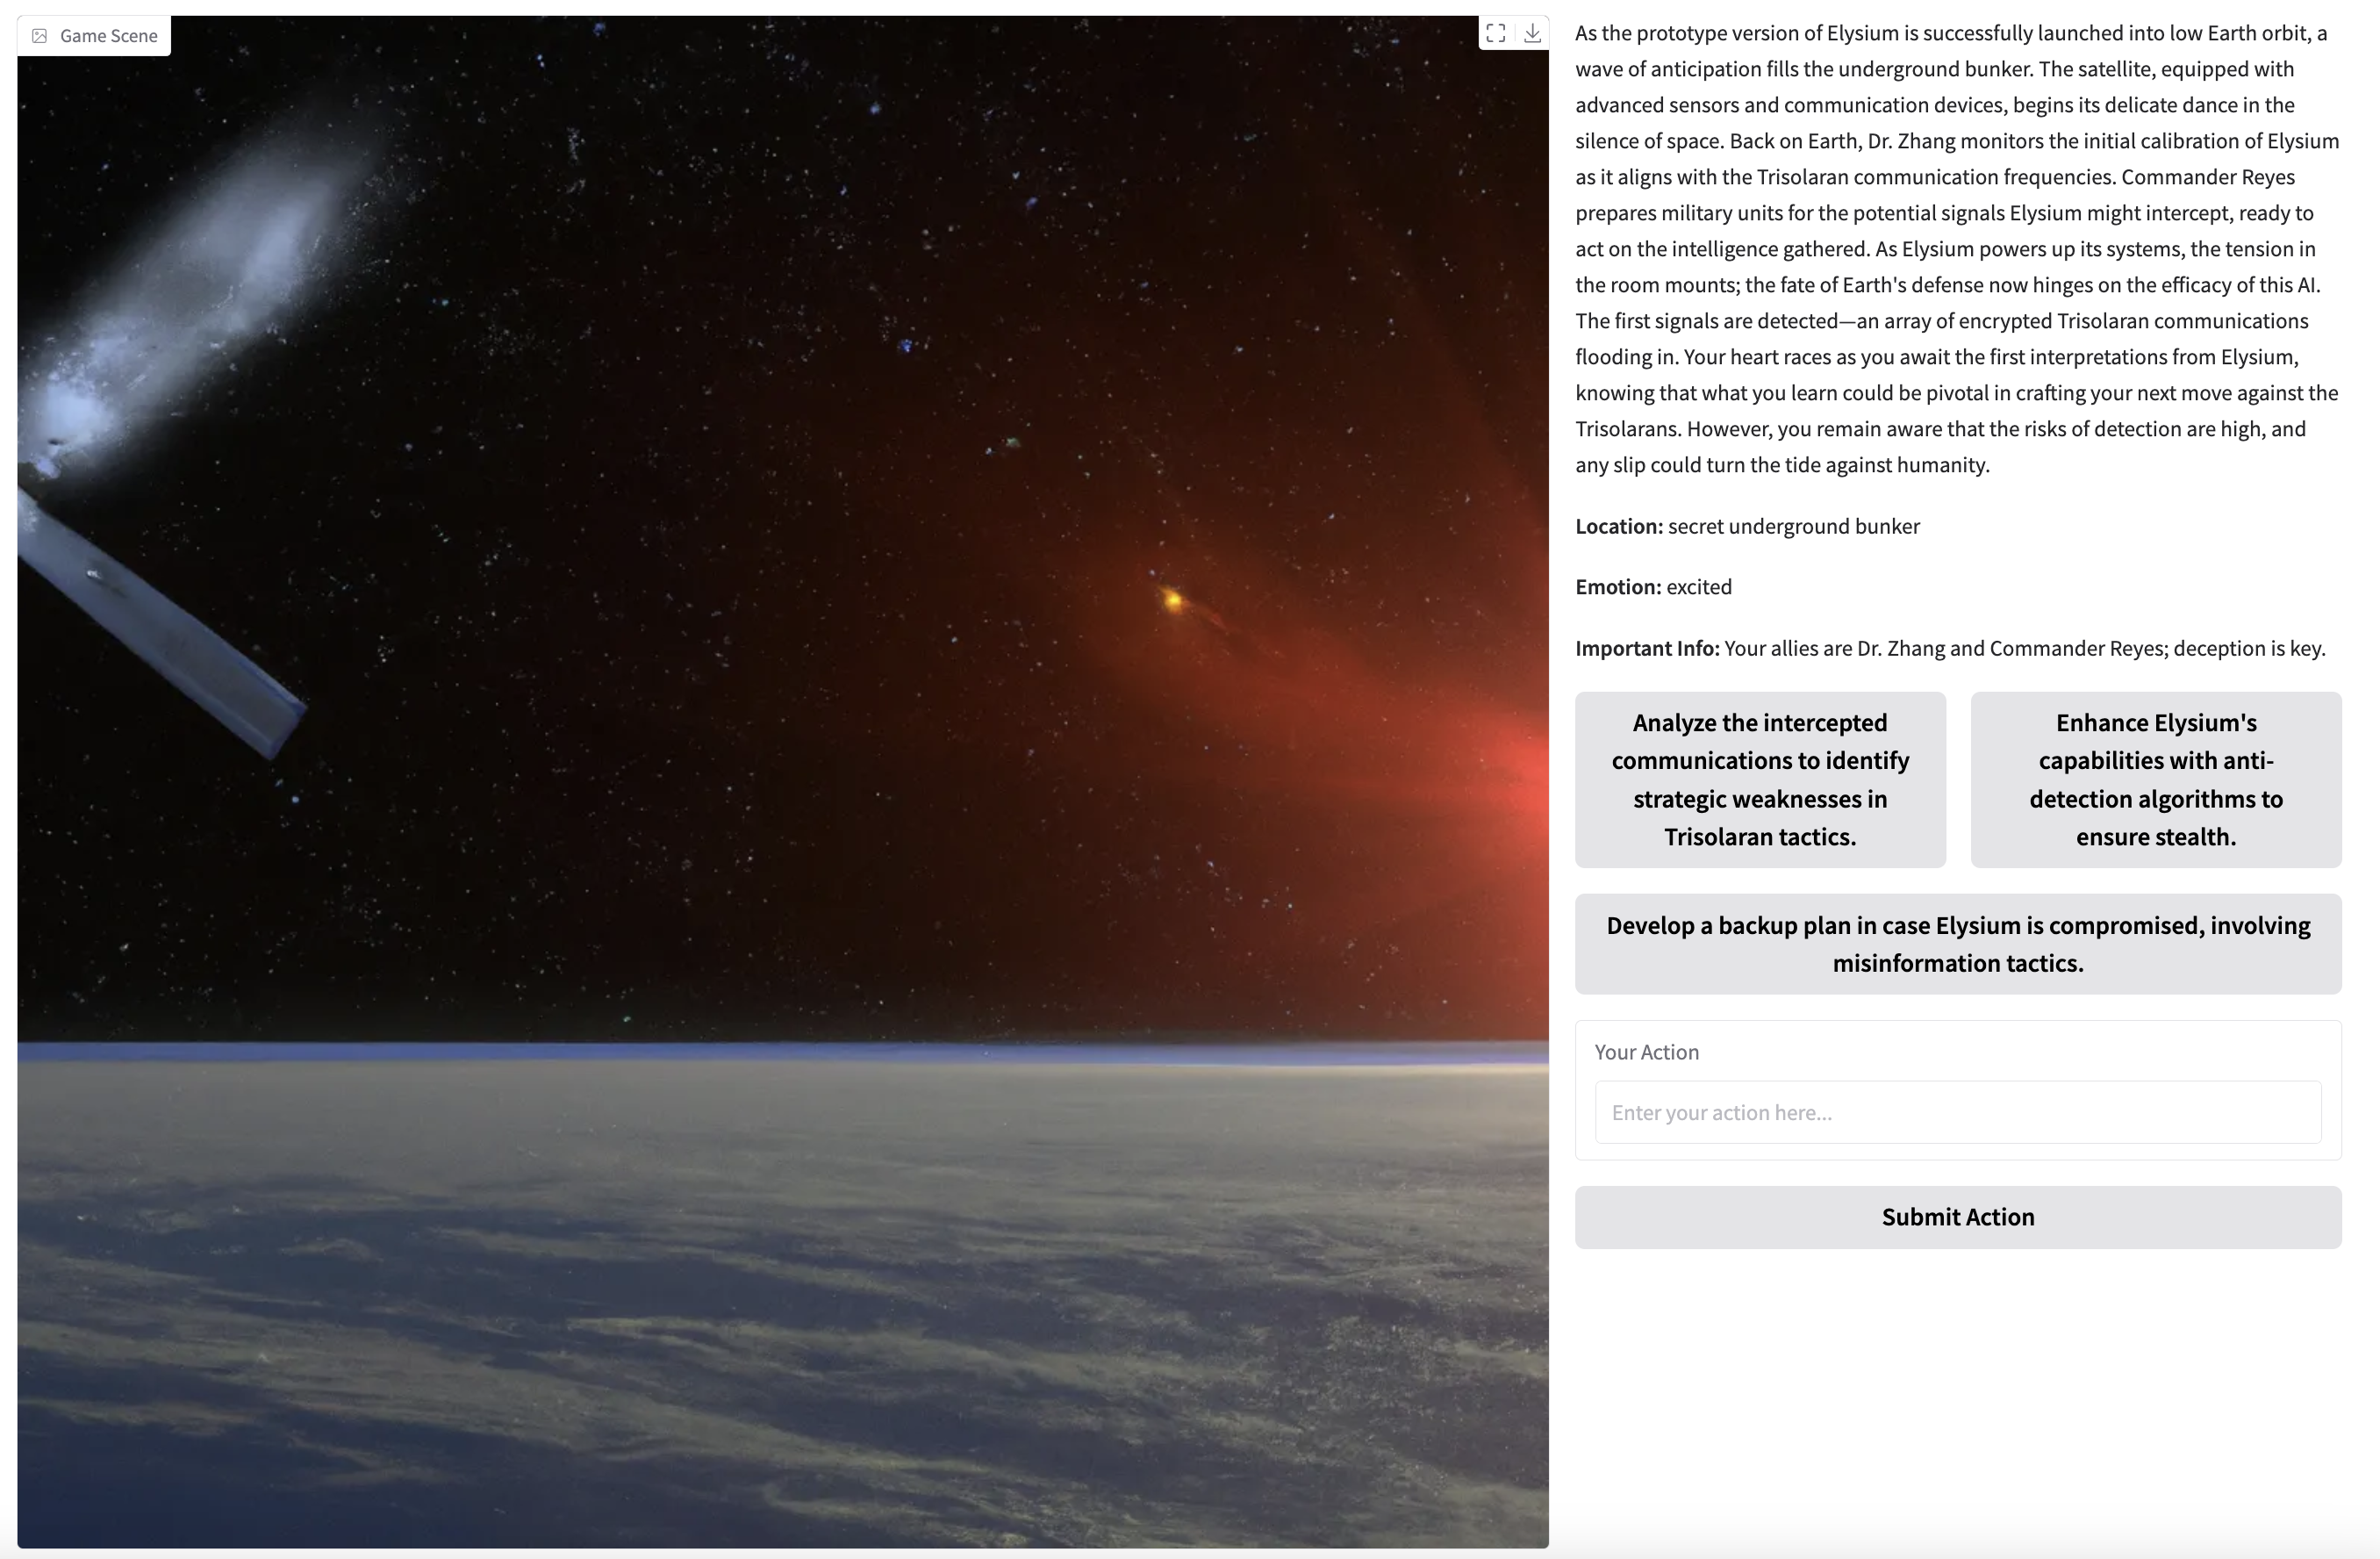 Game Scene
As the prototype version of Elysium is successfully launched into low Earth orbit, a
wave of anticipation fills the underground bunker. The satellite, equipped with
advanced sensors and communication devices, begins its delicate dance in the
silence of space. Back on Earth, Dr. Zhang monitors the initial calibration of Elysium
as it aligns with the Trisolaran communication frequencies. Commander Reyes
prepares military units for the potential signals Elysium might intercept, ready to
act on the intelligence gathered. As Elysium powers up its systems, the tension in
the room mounts; the fate of Earth's defense now hinges on the efficacy of this AI.
The first signals are detected—an array of encrypted Trisolaran communications
flooding in. Your heart races as you await the first interpretations from Elysium,
knowing that what you learn could be pivotal in crafting your next move against the
Trisolarans. However, you remain aware that the risks of detection are high, and
any slip could turn the tide against humanity.
Location: secret underground bunker
Emotion: excited
Important Info: Your allies are Dr. Zhang and Commander Reyes; deception is key.
Analyze the intercepted
communications to identify
strategic weaknesses in
Trisolaran tactics.
Enhance Elysium's
capabilities with anti-
detection algorithms to
ensure stealth.
Develop a backup plan in case Elysium is compromised, involving
misinformation tactics.
Your Action
Enter your action here...
Submit Action